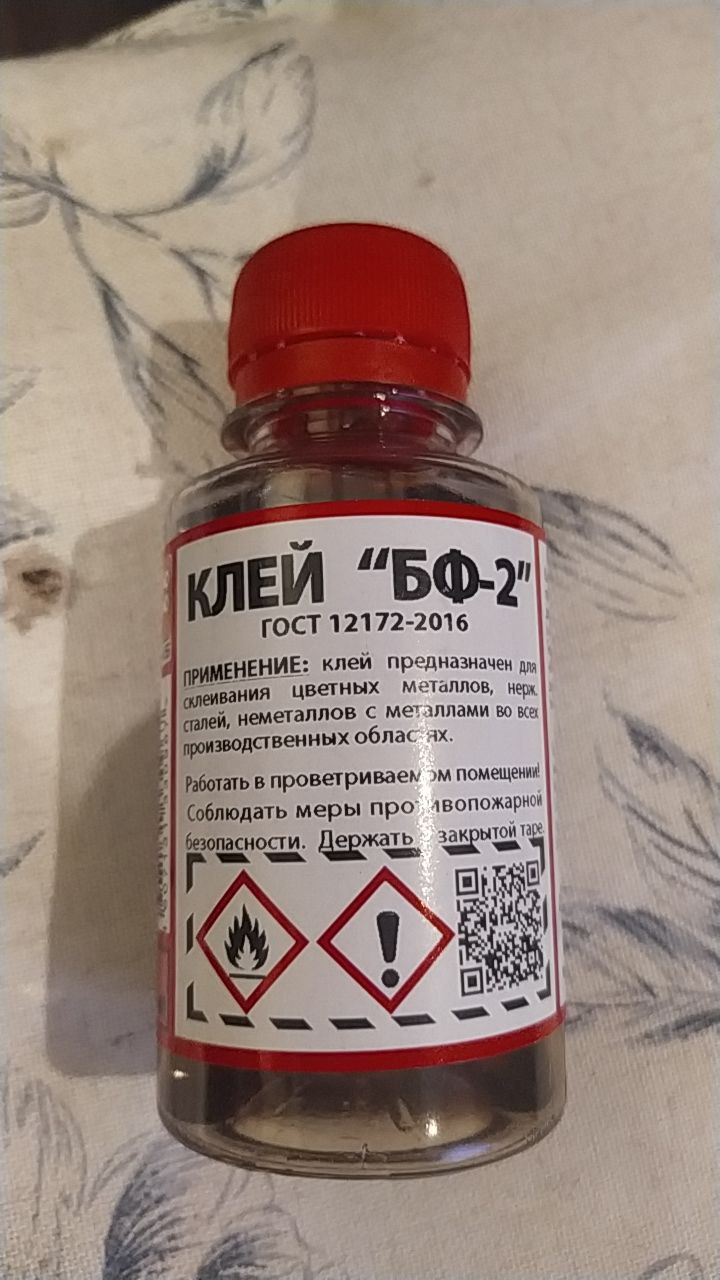 КЛЕЙ “БФ-2”
ГОСТ 12172-2016
ПРИМЕНЕНИЕ: клей предназначен для
склеивания цветных металлов, нерж.
сталей, неметаллов с металлами во всех
производственных областях.
Работать в проветриваемом помещении!
Соблюдать меры противопожарной
безопасности. Держать закрытой таре.